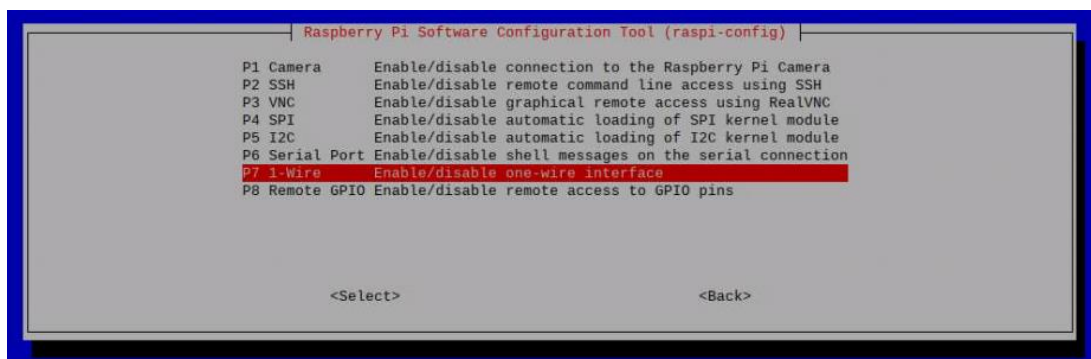 Raspberry Pi Software Configuration Tool (raspi-config)
P1 Camera Enable/disable connection to the Raspberry Pi Camera
P2 SSH Enable/disable remote command line access using SSH
P3 VNC Enable/disable graphical remote access using RealVNC
P4 SPI Enable/disable automatic loading of SPI kernel module
P5 I2C Enable/disable automatic loading of I2C kernel module
P6 Serial Port Enable/disable shell messages on the serial connection
P7 1-Wire Enable/disable one-wire interface
P8 Remote GPIO Enable/disable remote access to GPIO pins
<Select> <Back>